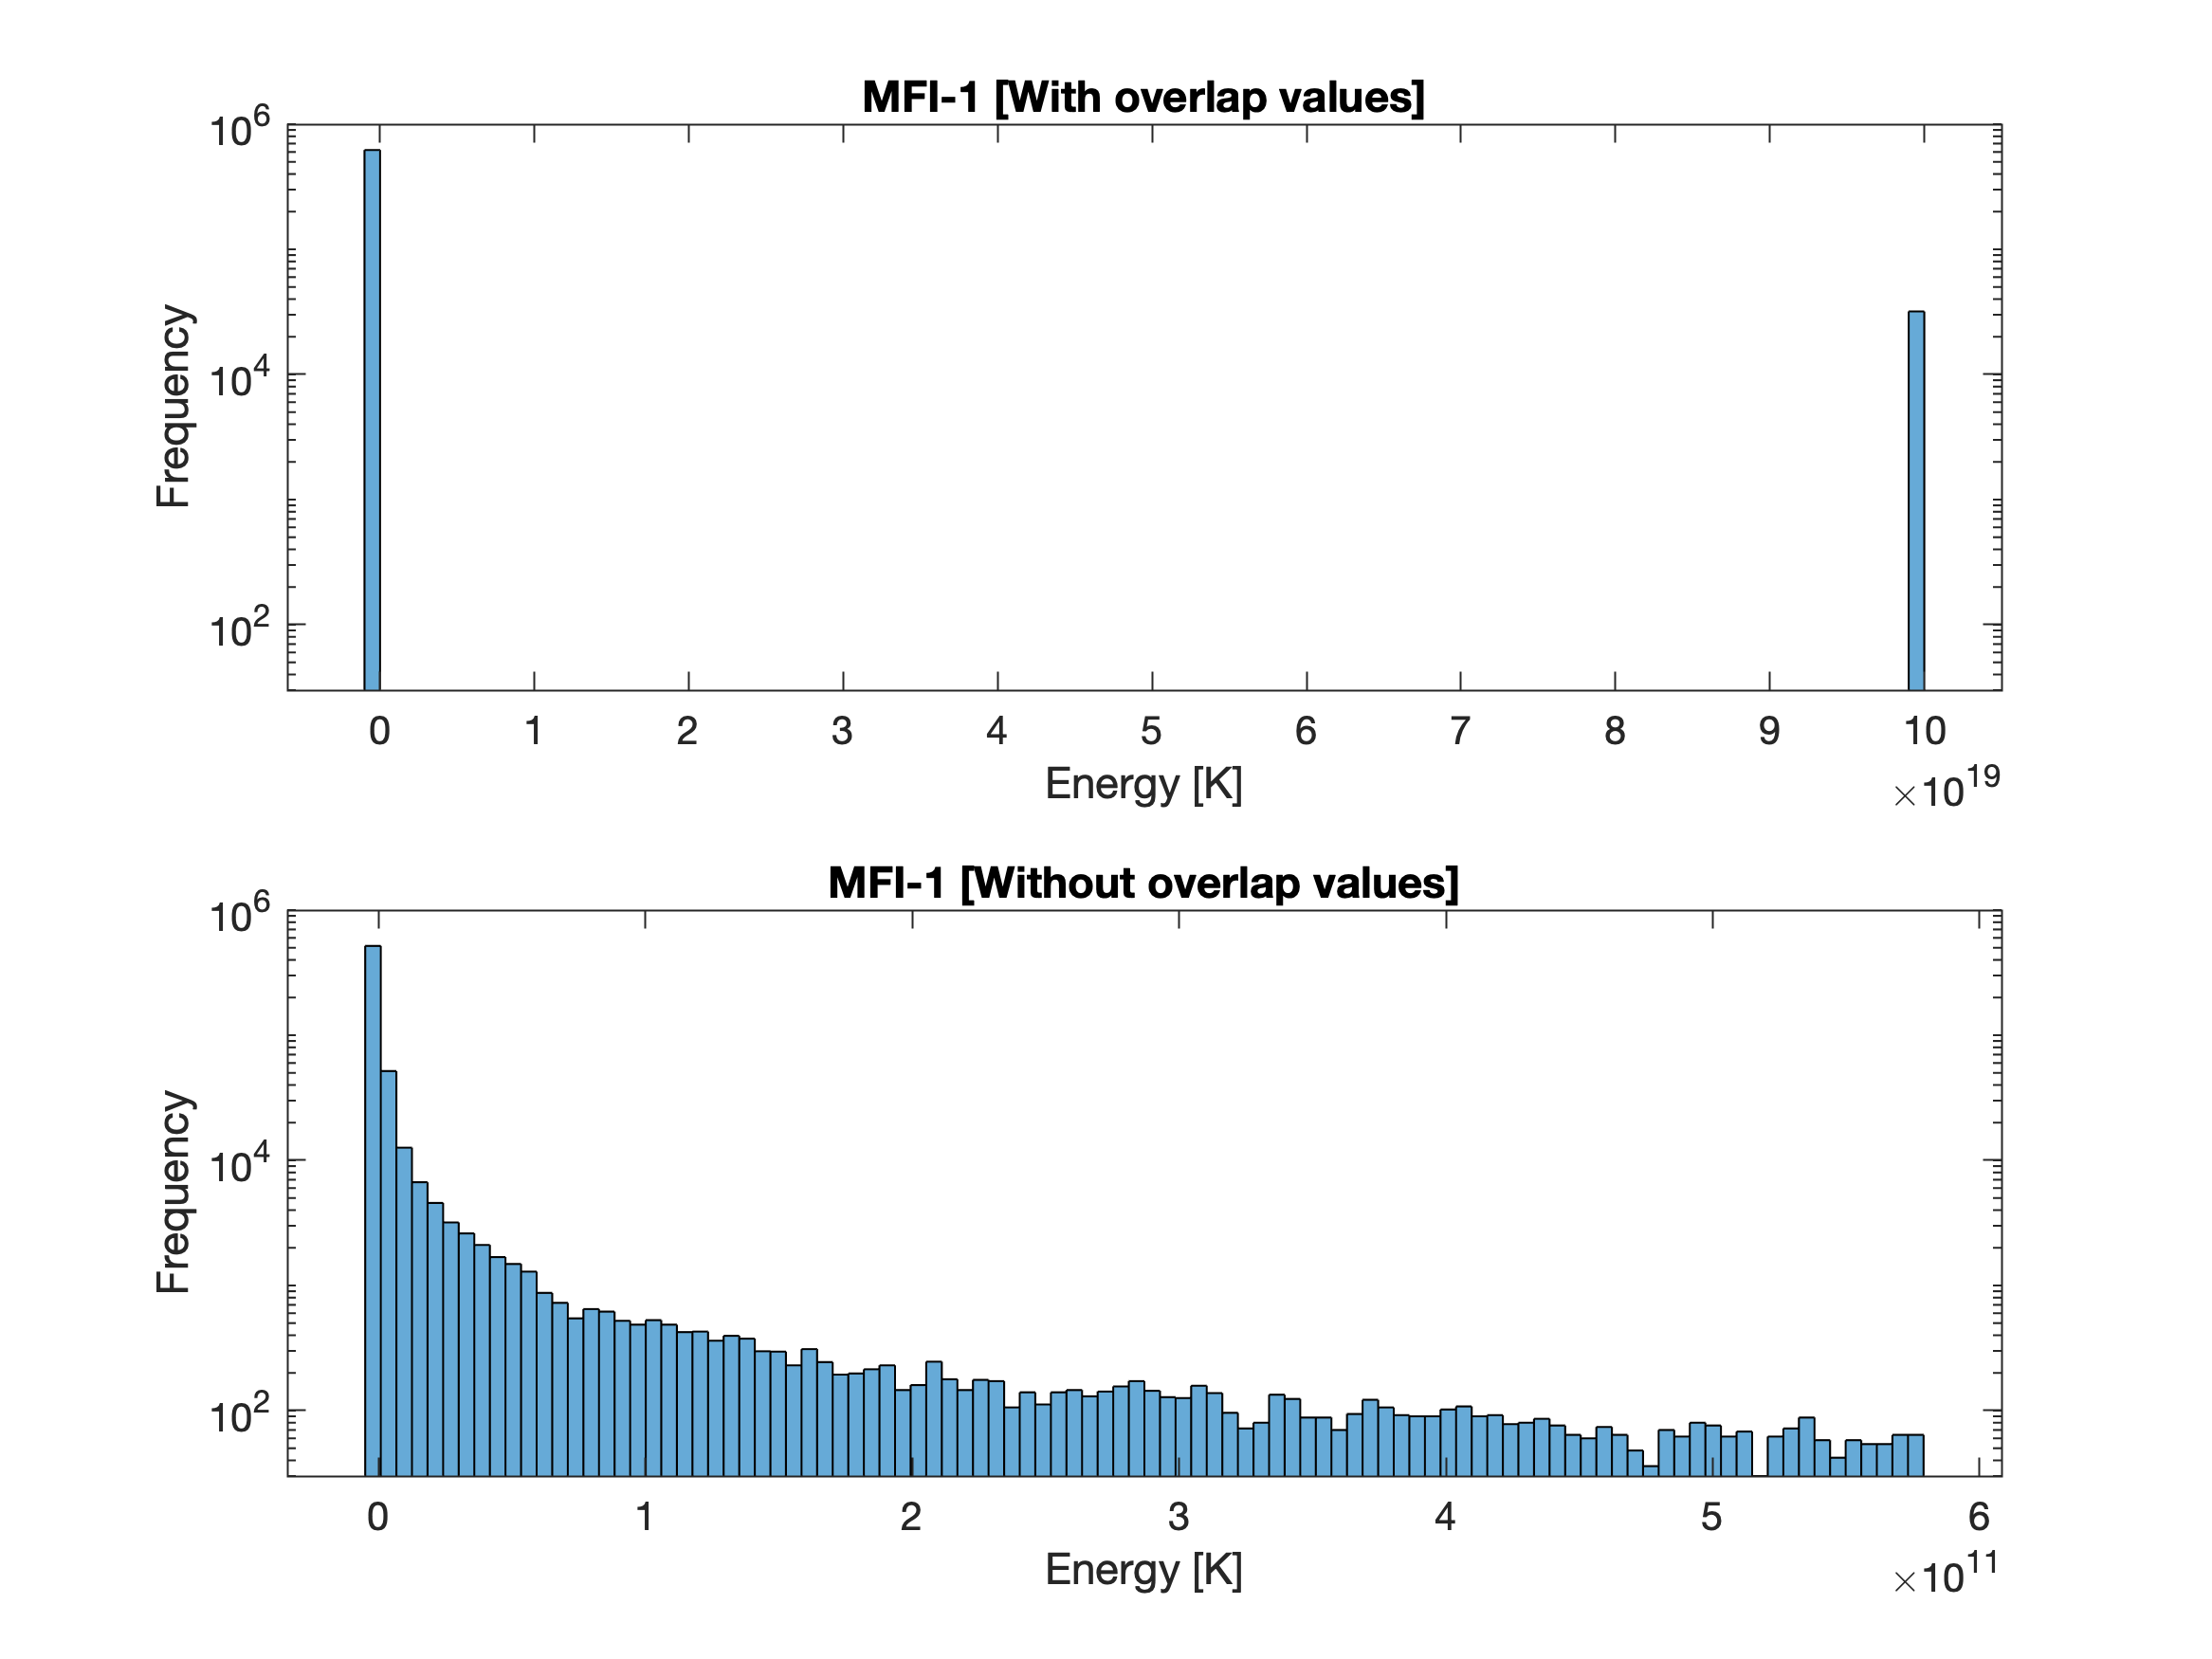 MFI-1 [With overlap values]
10^6
10^4
10^2
Frequency
0 1 2 3 4 5 6 7 8 9 10
Energy [K]
×10^19
MFI-1 [Without overlap values]
10^6
10^4
10^2
Frequency
0 1 2 3 4 5 6
Energy [K]
×10^11